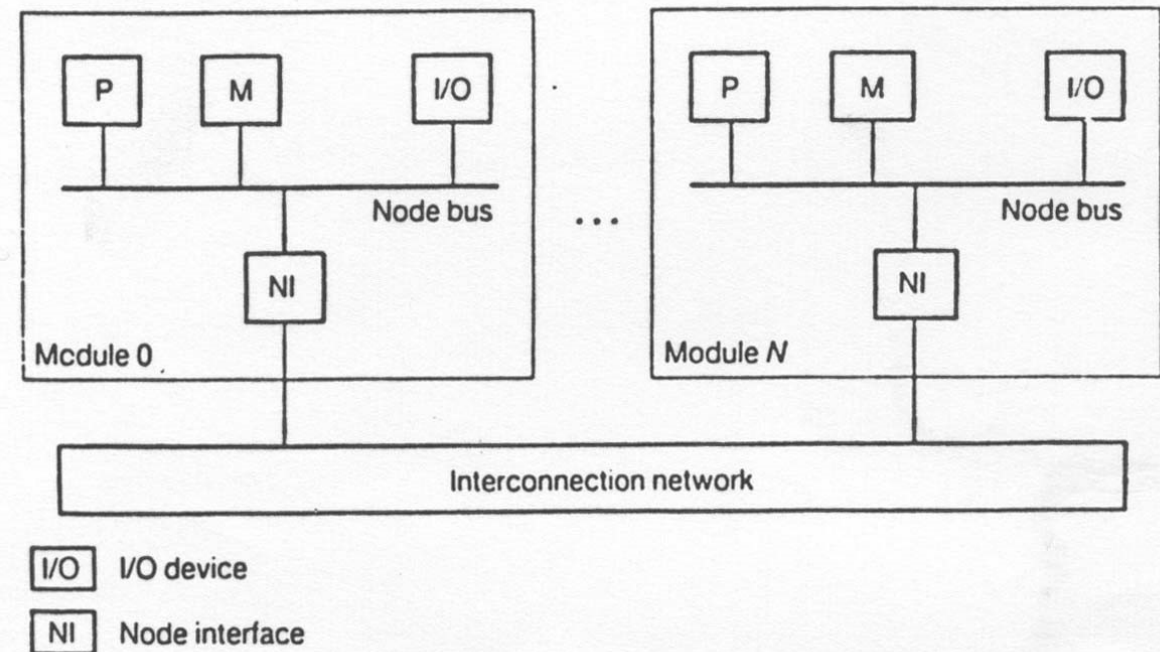 P M I/O
Node bus
NI
Mcdule 0
...
P M I/O
Node bus
NI
Module N
Interconnection network
I/O I/O device
NI Node interface